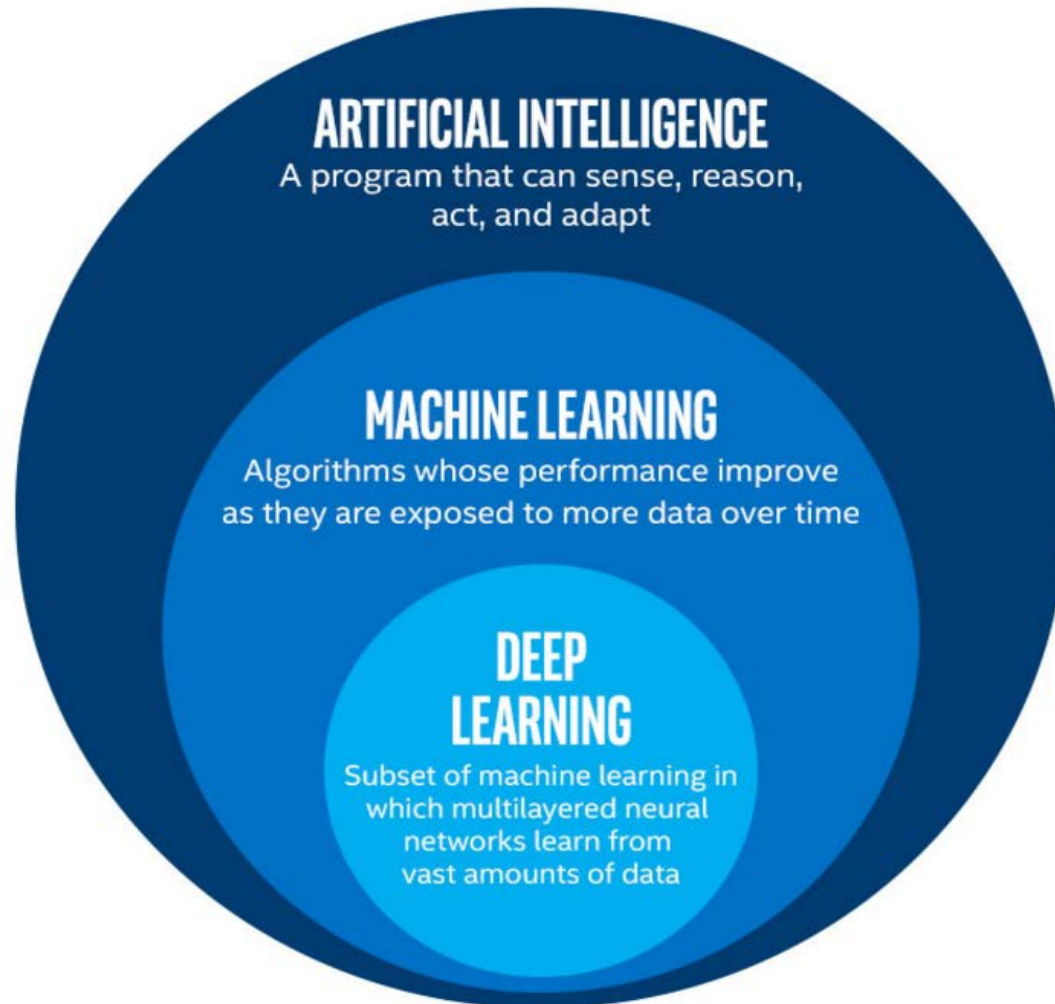 ARTIFICIAL INTELLIGENCE
A program that can sense, reason,
act, and adapt
MACHINE LEARNING
Algorithms whose performance improve
as they are exposed to more data over time
DEEP
LEARNING
Subset of machine learning in
which multilayered neural
networks learn from
vast amounts of data